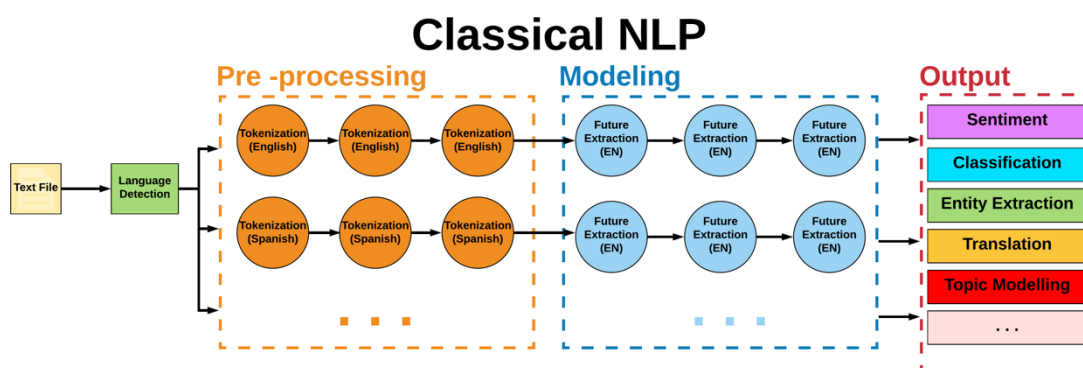 Classical NLP
Pre -processing
Modeling
Output
Text File
Language
Detection
Tokenization
(English)
Tokenization
(English)
Tokenization
(English)
Future
Extraction
(EN)
Future
Extraction
(EN)
Future
Extraction
(EN)
Tokenization
(Spanish)
Tokenization
(Spanish)
Tokenization
(Spanish)
Future
Extraction
(EN)
Future
Extraction
(EN)
Future
Extraction
(EN)
Sentiment
Classification
Entity Extraction
Translation
Topic Modelling
. . .